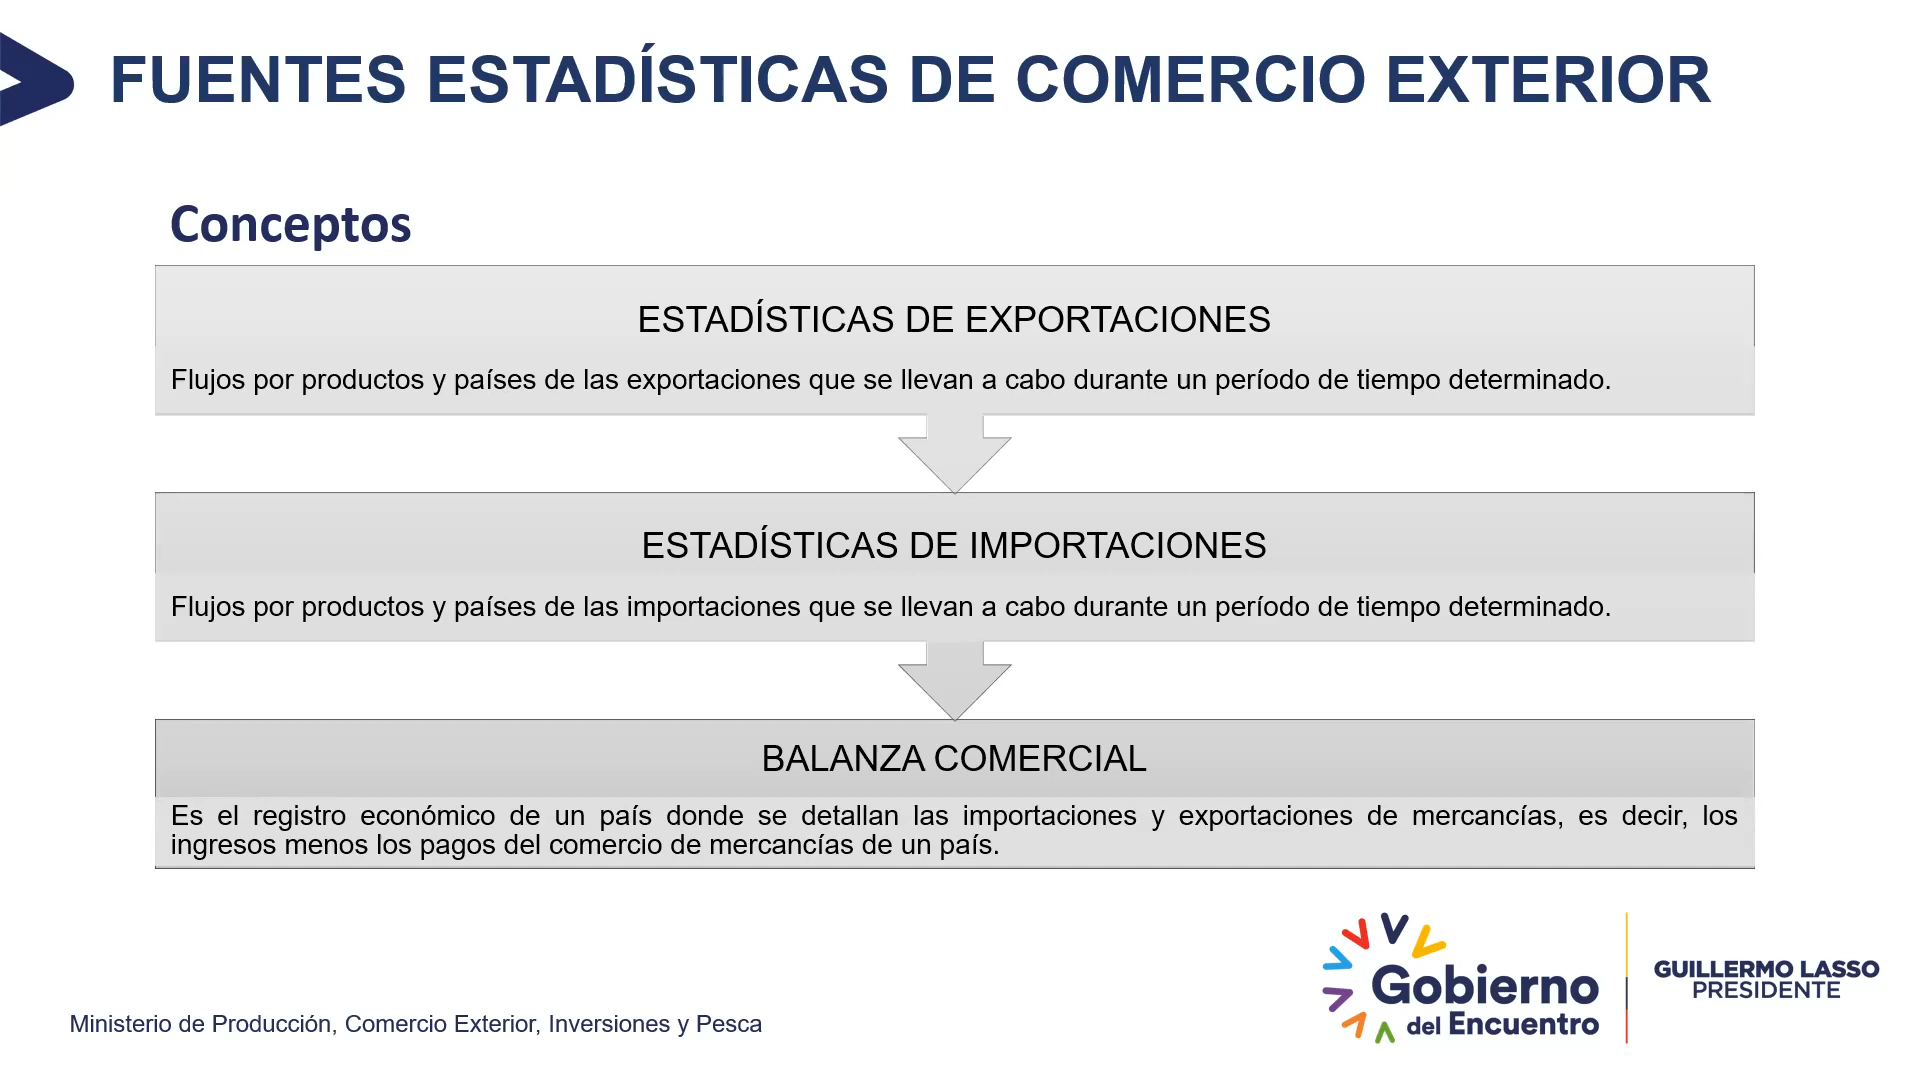 FUENTES ESTADÍSTICAS DE COMERCIO EXTERIOR
Conceptos
ESTADÍSTICAS DE EXPORTACIONES
Flujos por productos y países de las exportaciones que se llevan a cabo durante un período de tiempo determinado.
ESTADÍSTICAS DE IMPORTACIONES
Flujos por productos y países de las importaciones que se llevan a cabo durante un período de tiempo determinado.
BALANZA COMERCIAL
Es el registro económico de un país donde se detallan las importaciones y exportaciones de mercancías, es decir, los
ingresos menos los pagos del comercio de mercancías de un país.
Ministerio de Producción, Comercio Exterior, Inversiones y Pesca
Gobierno
del Encuentro
GUILLERMO LASSO
PRESIDENTE